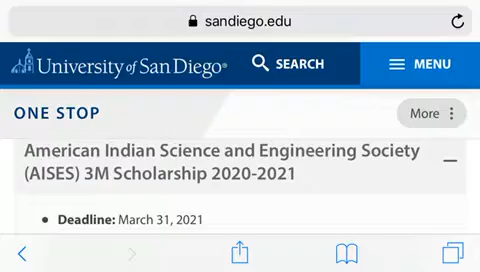 sandiego.edu
University of San Diego
SEARCH
MENU
ONE STOP
More
American Indian Science and Engineering Society
(AISES) 3M Scholarship 2020-2021
Deadline: March 31, 2021